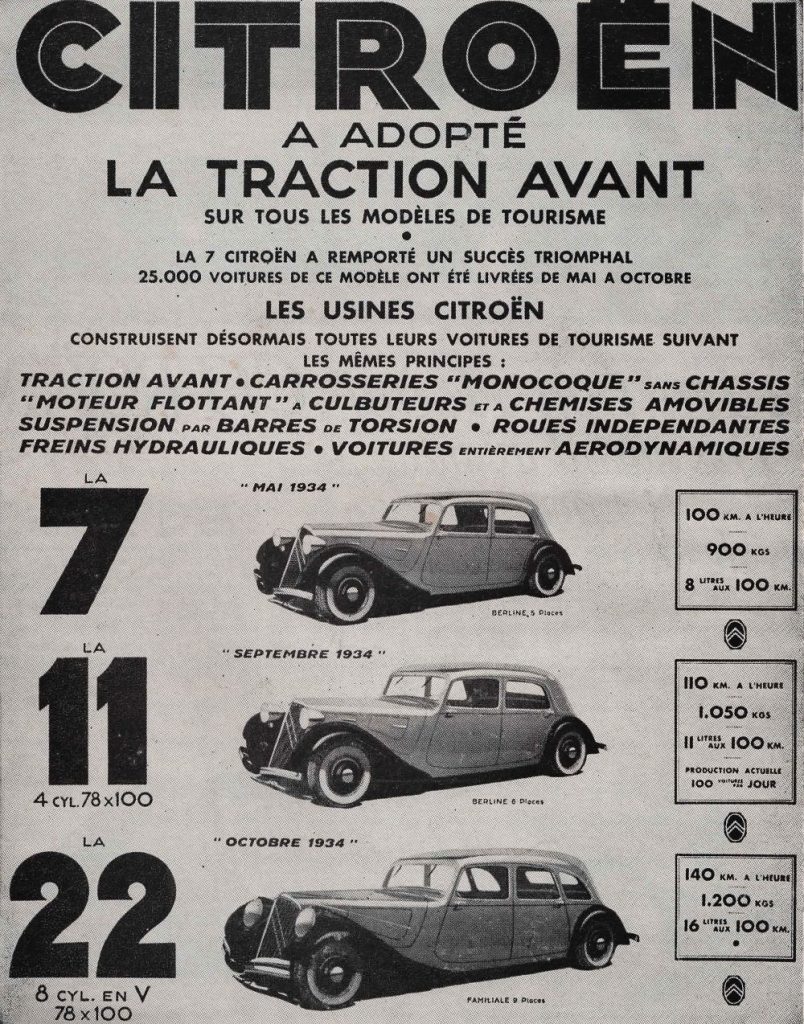 CITROËN
A ADOPTÉ
LA TRACTION AVANT
SUR TOUS LES MODÈLES DE TOURISME
•
LA 7 CITROËN A REMPORTÉ UN SUCCÈS TRIOMPHAL
25.000 VOITURES DE CE MODÈLE ONT ÉTÉ LIVRÉES DE MAI A OCTOBRE
LES USINES CITROËN
CONSTRUISENT DÉSORMAIS TOUTES LEURS VOITURES DE TOURISME SUIVANT
LES MÊMES PRINCIPES :
TRACTION AVANT • CARROSSERIES "MONOCOQUE" SANS CHASSIS
"MOTEUR FLOTTANT" A CULBUTEURS ET A CHEMISES AMOVIBLES
SUSPENSION PAR BARRES DE TORSION • ROUES INDEPENDANTES
FREINS HYDRAULIQUES • VOITURES ENTIÈREMENT AERODYNAMIQUES
LA
7
"MAI 1934"
BERLINE, 5 Places
100 KM. A L'HEURE
900 KGS
8 LITRES AUX 100 KM.
LA
11
4 CYL. 78 x 100
"SEPTEMBRE 1934"
BERLINE 6 Places
110 KM. A L'HEURE
1.050 KGS
11 LITRES AUX 100 KM.
PRODUCTION ACTUELLE
100 VOITURES PAR JOUR
LA
22
8 CYL. EN V
78 x 100
"OCTOBRE 1934"
FAMILIALE 9 Places
140 KM. A L'HEURE
1.200 KGS
16 LITRES AUX 100 KM.
•